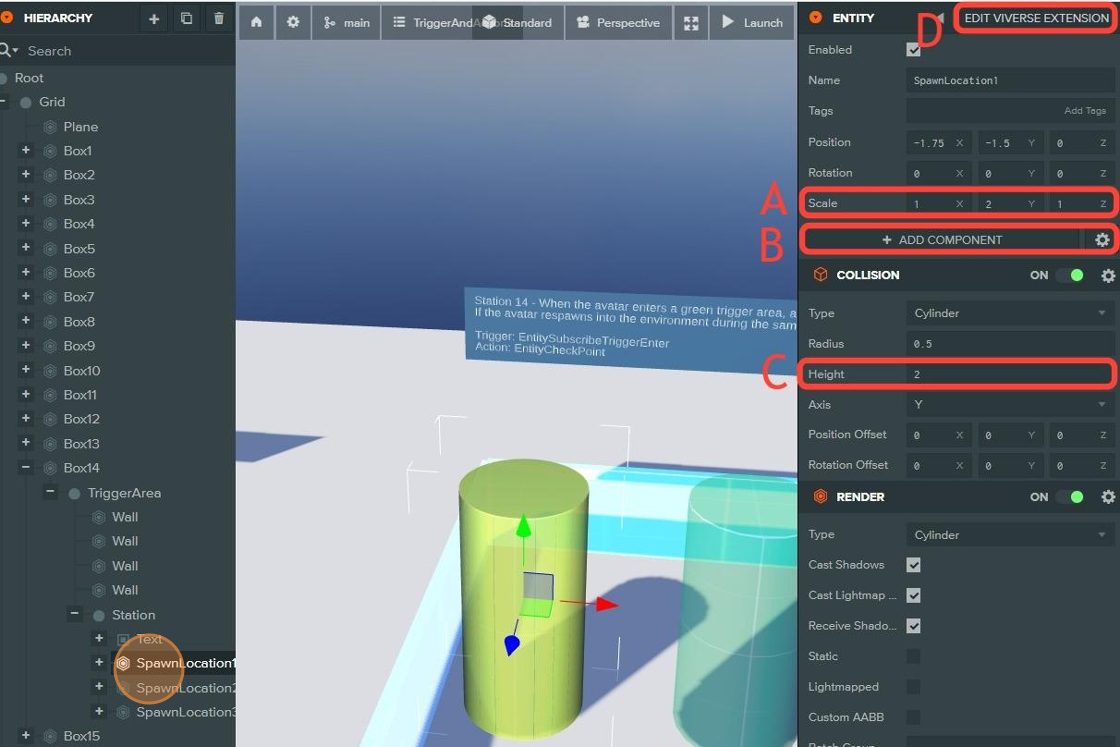 HIERARCHY
Search
Root
Grid
Plane
Box1
Box2
Box3
Box4
Box5
Box6
Box7
Box8
Box9
Box10
Box11
Box12
Box13
Box14
TriggerArea
Wall
Wall
Wall
Wall
Station
Text
SpawnLocation1
SpawnLocation2
SpawnLocation3
Box15
main
Standard
Perspective
Launch
Station 14 - When the avatar enters a green trigger area, a
If the avatar respawns into the environment during the sam
Trigger: EntitySubscribeTriggerEnter
Action: EntityCheckPoint
A
B
C
D
ENTITY
EDIT VIVERSE EXTENSION
Enabled
Name SpawnLocation1
Tags Add Tags
Position -1.75 X -1.5 Y 0 Z
Rotation 0 X 0 Y 0 Z
Scale 1 X 2 Y 1 Z
+ ADD COMPONENT
COLLISION ON
Type Cylinder
Radius 0.5
Height 2
Axis Y
Position Offset 0 X 0 Y 0 Z
Rotation Offset 0 X 0 Y 0 Z
RENDER ON
Type Cylinder
Cast Shadows
Cast Lightmap ...
Receive Shado...
Static
Lightmapped
Custom AABB